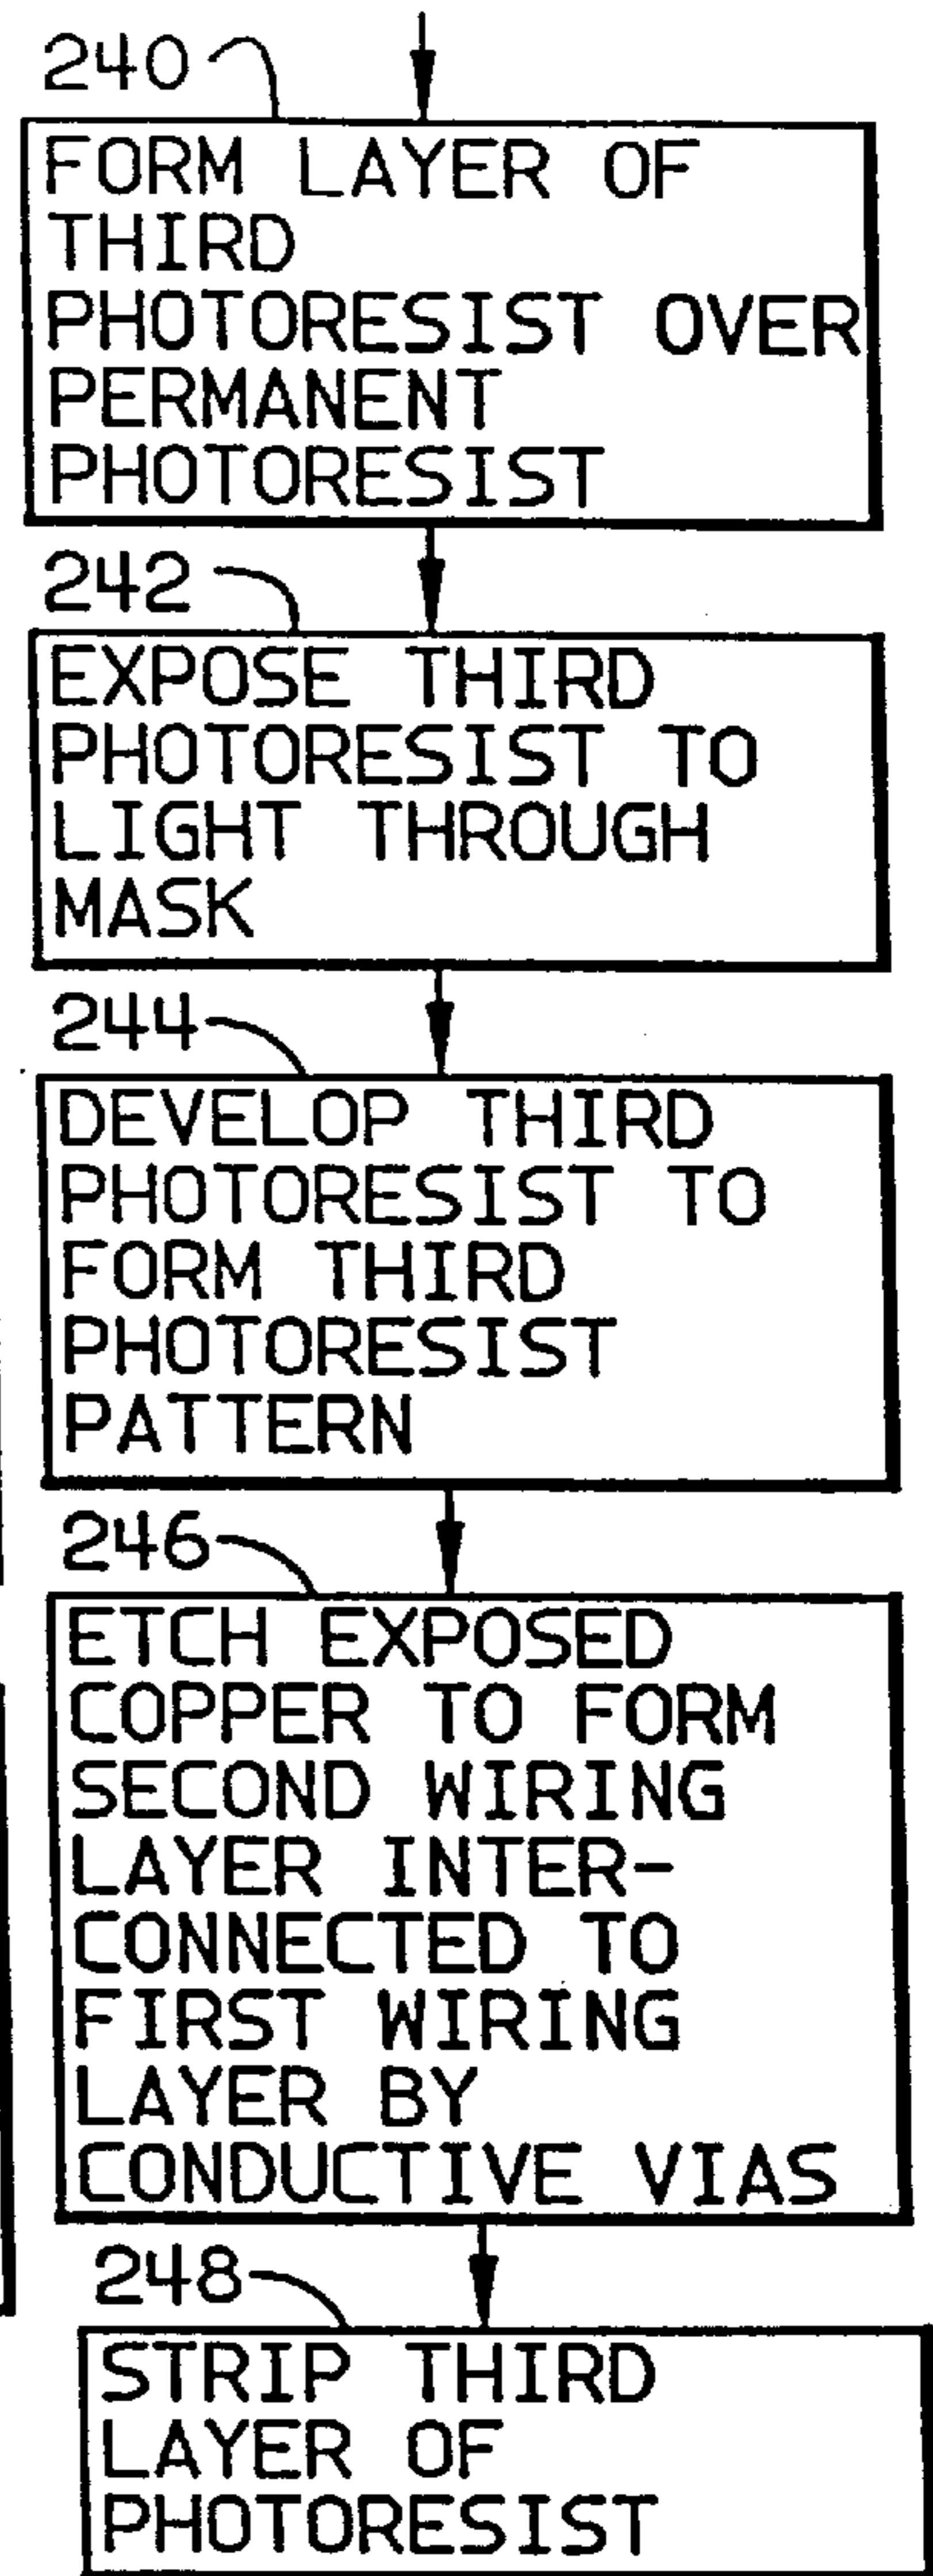 240
FORM LAYER OF
THIRD
PHOTORESIST OVER
PERMANENT
PHOTORESIST
242
EXPOSE THIRD
PHOTORESIST TO
LIGHT THROUGH
MASK
244
DEVELOP THIRD
PHOTORESIST TO
FORM THIRD
PHOTORESIST
PATTERN
246
ETCH EXPOSED
COPPER TO FORM
SECOND WIRING
LAYER INTER-
CONNECTED TO
FIRST WIRING
LAYER BY
CONDUCTIVE VIAS
248
STRIP THIRD
LAYER OF
PHOTORESIST